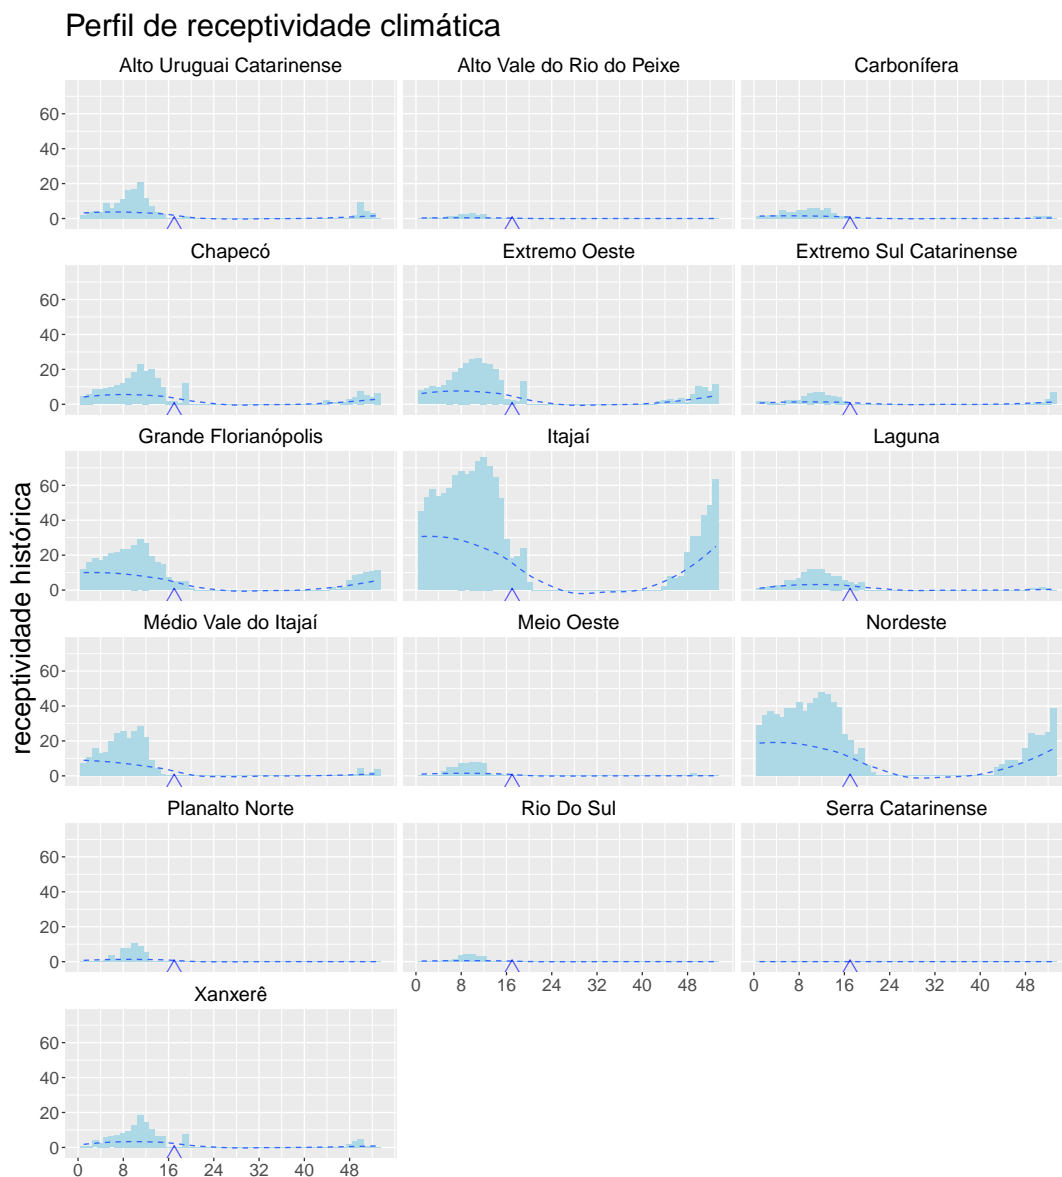 Perfil de receptividade climática
Alto Uruguai Catarinense
Alto Vale do Rio do Peixe
Carbonífera
60
40
20
0
Chapecó
Extremo Oeste
Extremo Sul Catarinense
60
40
20
0
Grande Florianópolis
Itajaí
Laguna
60
40
20
0
receptividade histórica
Médio Vale do Itajaí
Meio Oeste
Nordeste
60
40
20
0
Planalto Norte
Rio Do Sul
Serra Catarinense
60
40
20
0
0 8 16 24 32 40 48
0 8 16 24 32 40 48
Xanxerê
60
40
20
0
0 8 16 24 32 40 48